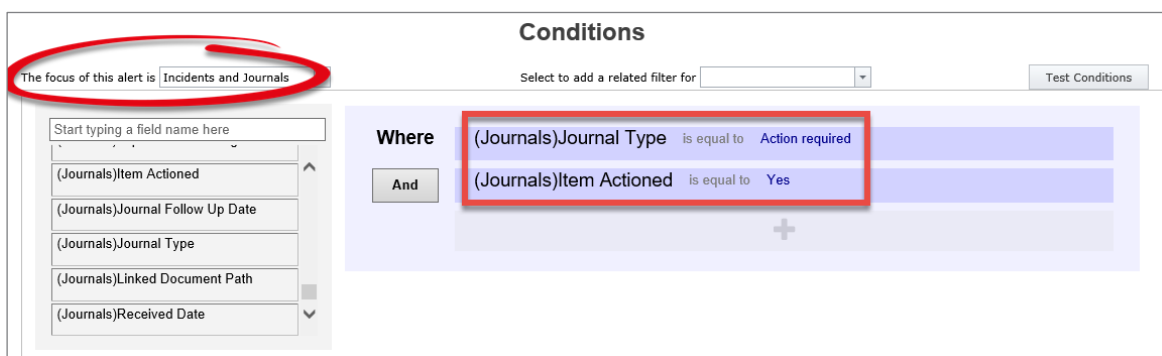 Conditions
The focus of this alert is Incidents and Journals
Select to add a related filter for
Test Conditions
Start typing a field name here
(Journals)Item Actioned
(Journals)Journal Follow Up Date
(Journals)Journal Type
(Journals)Linked Document Path
(Journals)Received Date
Where (Journals)Journal Type is equal to Action required
And (Journals)Item Actioned is equal to Yes